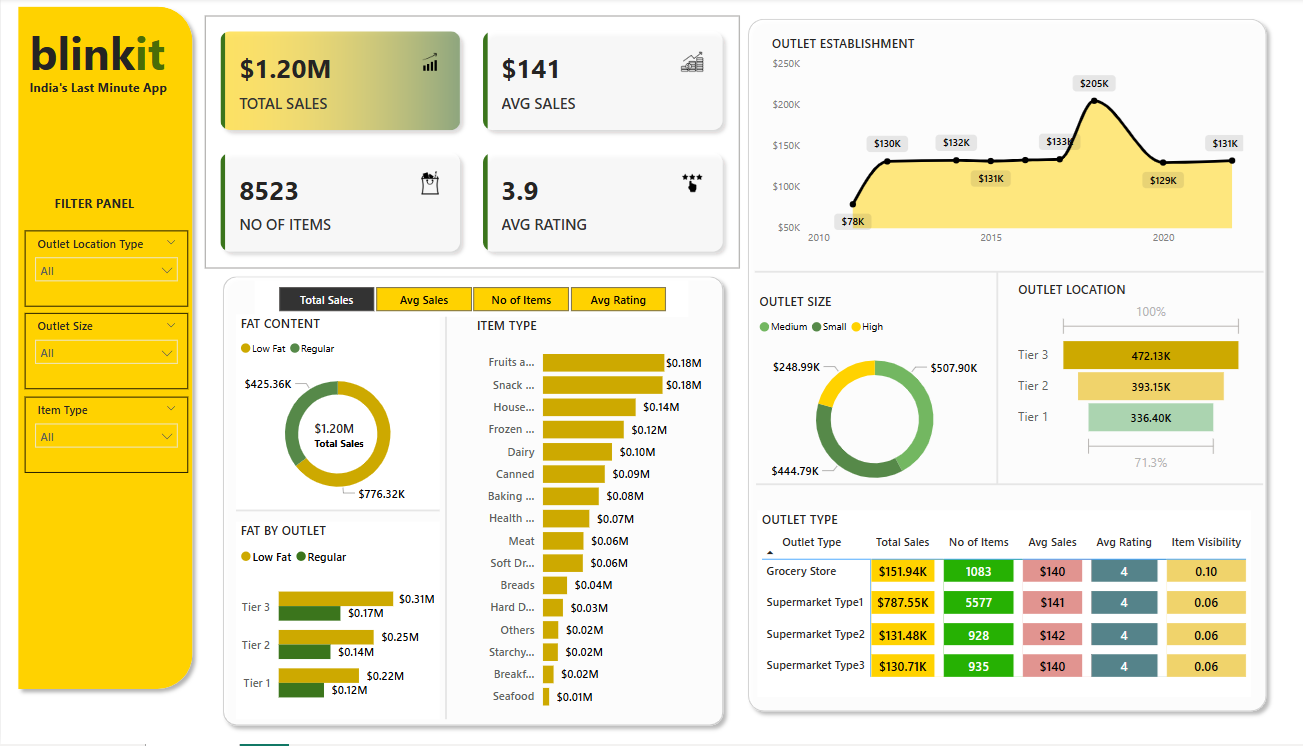 blinkit
India's Last Minute App
FILTER PANEL
Outlet Location Type
All
Outlet Size
All
Item Type
All
$1.20M
TOTAL SALES
$141
AVG SALES
8523
NO OF ITEMS
3.9
AVG RATING
Total Sales
Avg Sales
No of Items
Avg Rating
FAT CONTENT
Low Fat Regular
$425.36K
$1.20M
Total Sales
$776.32K
FAT BY OUTLET
Low Fat Regular
Tier 3 $0.31M
$0.17M
Tier 2 $0.25M
$0.14M
Tier 1 $0.22M
$0.12M
ITEM TYPE
Fruits a... $0.18M
Snack ... $0.18M
House... $0.14M
Frozen ... $0.12M
Dairy $0.10M
Canned $0.09M
Baking ... $0.08M
Health ... $0.07M
Meat $0.06M
Soft Dr... $0.06M
Breads $0.04M
Hard D... $0.03M
Others $0.02M
Starchy... $0.02M
Breakf... $0.02M
Seafood $0.01M
OUTLET ESTABLISHMENT
$250K
$200K
$150K
$100K
$50K
$78K
$130K
$132K
$131K
$133K
$205K
$129K
$131K
2010 2015 2020
OUTLET SIZE
Medium Small High
$248.99K
$507.90K
$444.79K
OUTLET LOCATION
100%
Tier 3 472.13K
Tier 2 393.15K
Tier 1 336.40K
71.3%
OUTLET TYPE
Outlet Type Total Sales No of Items Avg Sales Avg Rating Item Visibility
Grocery Store $151.94K 1083 $140 4 0.10
Supermarket Type1 $787.55K 5577 $141 4 0.06
Supermarket Type2 $131.48K 928 $142 4 0.06
Supermarket Type3 $130.71K 935 $140 4 0.06